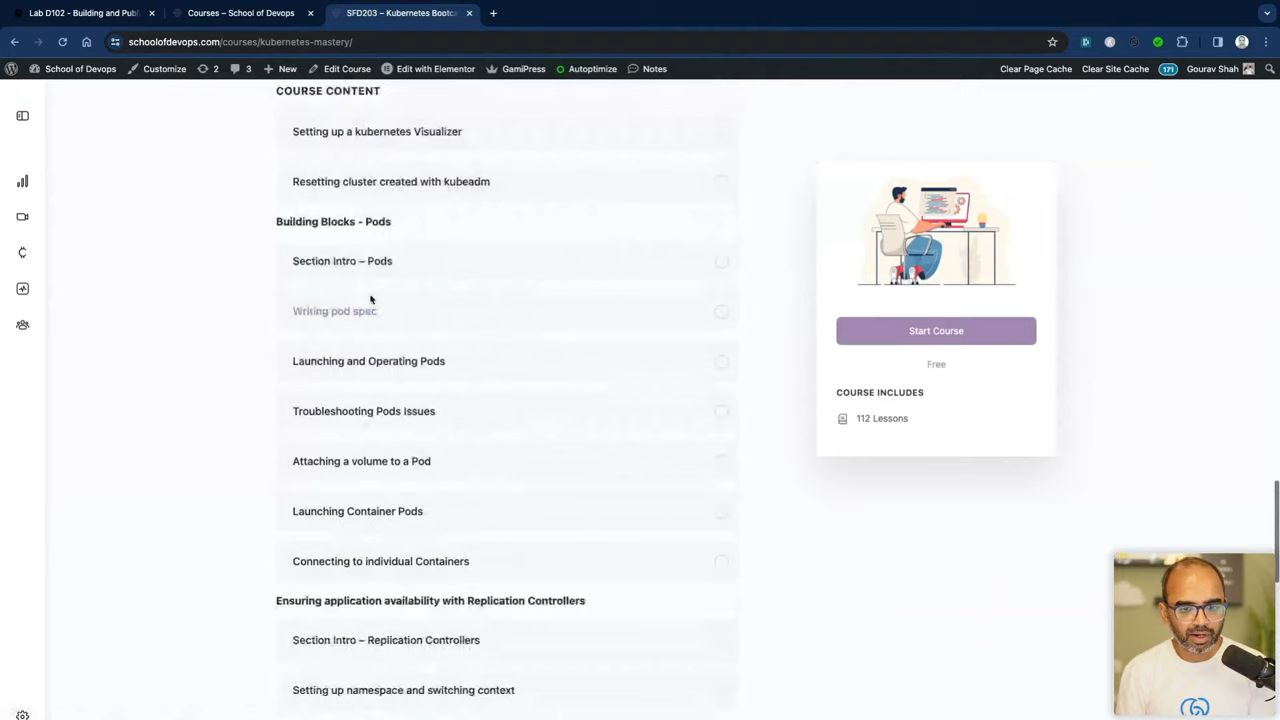 Lab D102 - Building and Publ
Courses – School of Devops
SFD203 – Kubernetes Bootca
schoolofdevops.com/courses/kubernetes-mastery/
School of Devops
Customize
2
3
New
Edit Course
Edit with Elementor
GamiPress
Autoptimize
Notes
Clear Page Cache
Clear Site Cache
171
Gourav Shah
COURSE CONTENT
Setting up a kubernetes Visualizer
Resetting cluster created with kubeadm
Building Blocks - Pods
Section Intro – Pods
Writing pod spec
Launching and Operating Pods
Troubleshooting Pods Issues
Attaching a volume to a Pod
Launching Container Pods
Connecting to individual Containers
Ensuring application availability with Replication Controllers
Section Intro – Replication Controllers
Setting up namespace and switching context
Start Course
Free
COURSE INCLUDES
112 Lessons